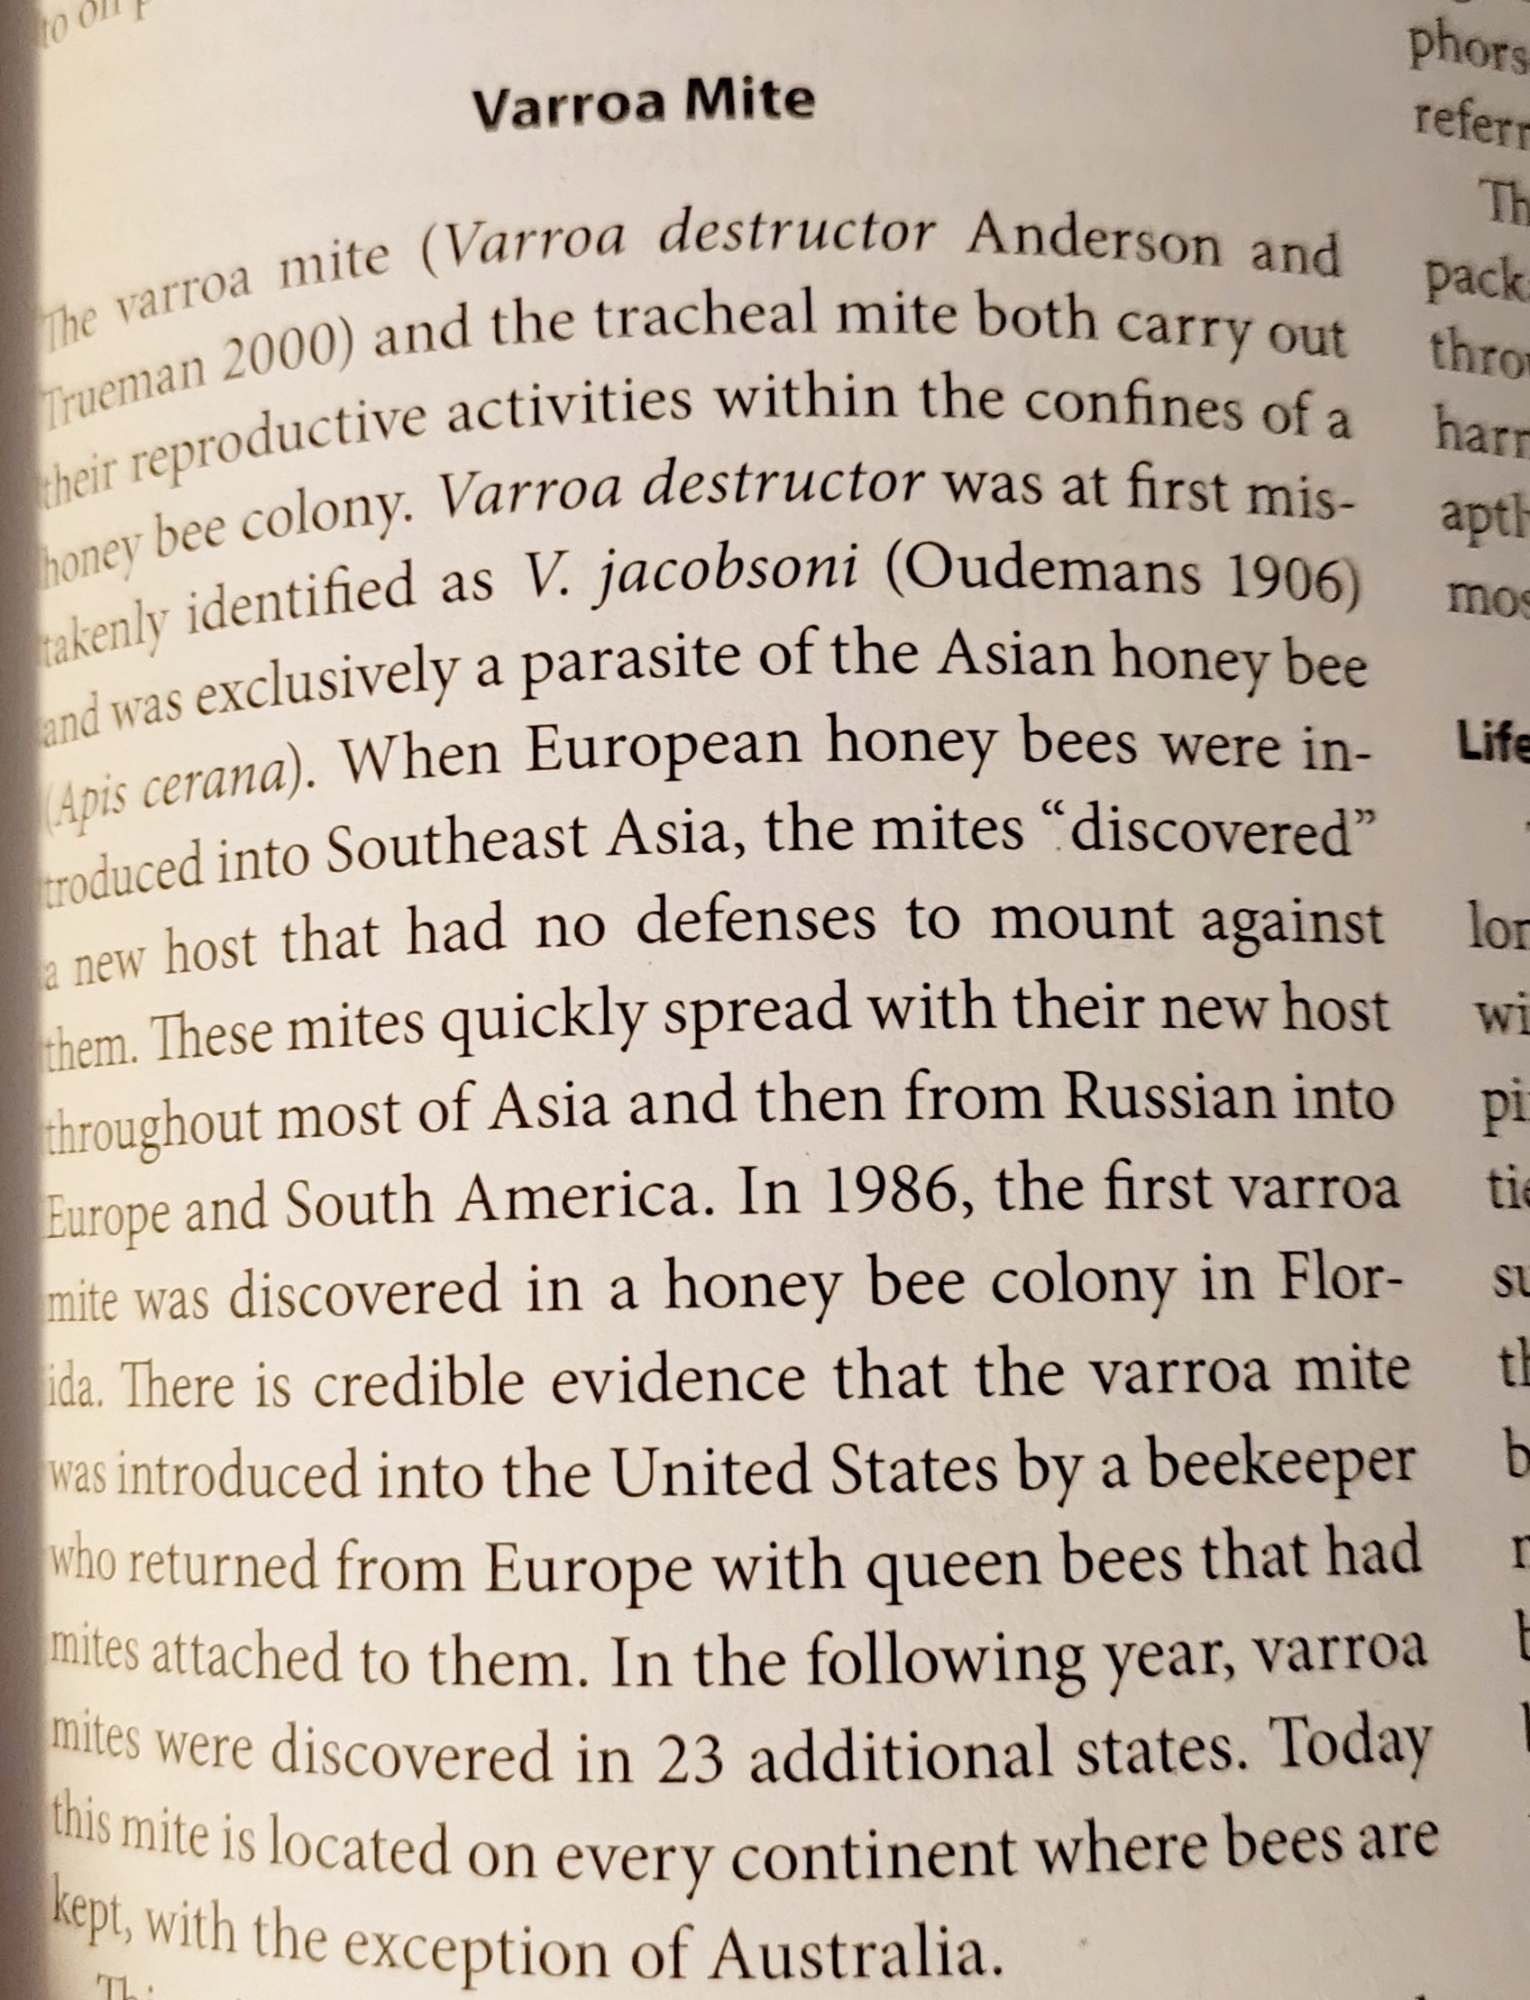 Varroa Mite
The varroa mite (Varroa destructor Anderson and
Trueman 2000) and the tracheal mite both carry out
their reproductive activities within the confines of a
honey bee colony. Varroa destructor was at first mis-
takenly identified as V. jacobsoni (Oudemans 1906)
and was exclusively a parasite of the Asian honey bee
(Apis cerana). When European honey bees were in-
troduced into Southeast Asia, the mites “discovered”
a new host that had no defenses to mount against
them. These mites quickly spread with their new host
throughout most of Asia and then from Russian into
Europe and South America. In 1986, the first varroa
mite was discovered in a honey bee colony in Flor-
ida. There is credible evidence that the varroa mite
was introduced into the United States by a beekeeper
who returned from Europe with queen bees that had
mites attached to them. In the following year, varroa
mites were discovered in 23 additional states. Today
this mite is located on every continent where bees are
kept, with the exception of Australia.
Life